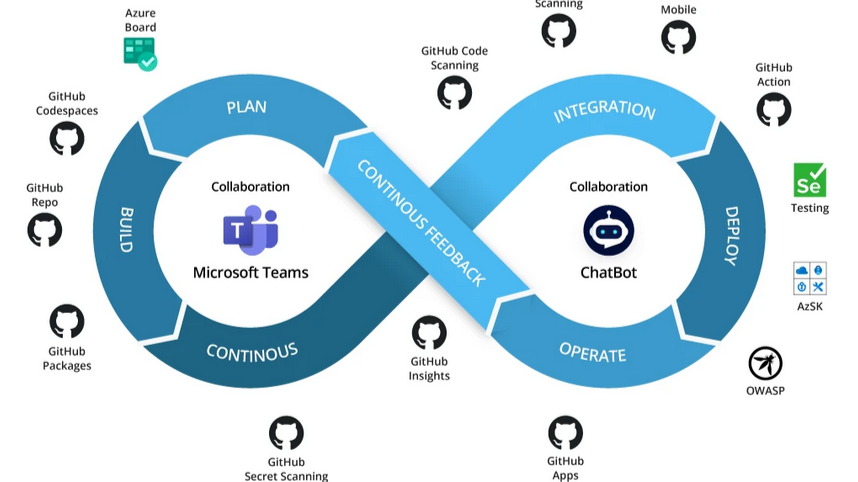 Azure
Board
Scanning
Mobile
GitHub Code
Scanning
GitHub
Action
GitHub
Codespaces
PLAN
INTEGRATION
CONTINOUS FEEDBACK
Collaboration
T
Microsoft Teams
Collaboration
ChatBot
GitHub
Repo
BUILD
DEPLOY
Se
Testing
AzSK
GitHub
Packages
CONTINOUS
GitHub
Insights
OPERATE
OWASP
GitHub
Secret Scanning
GitHub
Apps